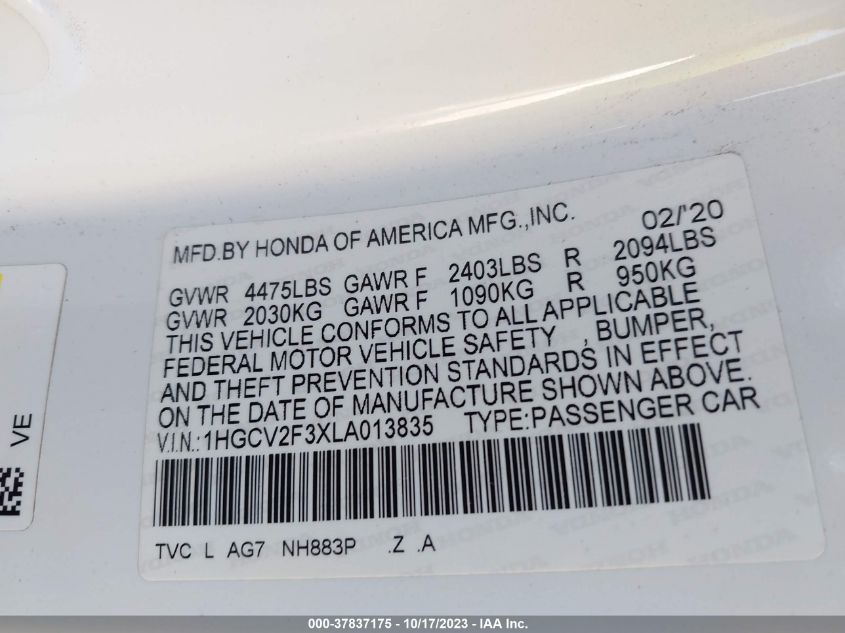 MFD.BY HONDA OF AMERICA MFG.,INC. 02/'20
GVWR 4475LBS GAWR F 2403LBS R 2094LBS
GVWR 2030KG GAWR F 1090KG R 950KG
THIS VEHICLE CONFORMS TO ALL APPLICABLE
FEDERAL MOTOR VEHICLE SAFETY , BUMPER,
AND THEFT PREVENTION STANDARDS IN EFFECT
ON THE DATE OF MANUFACTURE SHOWN ABOVE.
V.I.N.:1HGCV2F3XLA013835 TYPE:PASSENGER CAR
TVC L AG7 NH883P .Z .A
VE
000-37837175 - 10/17/2023 - IAA Inc.